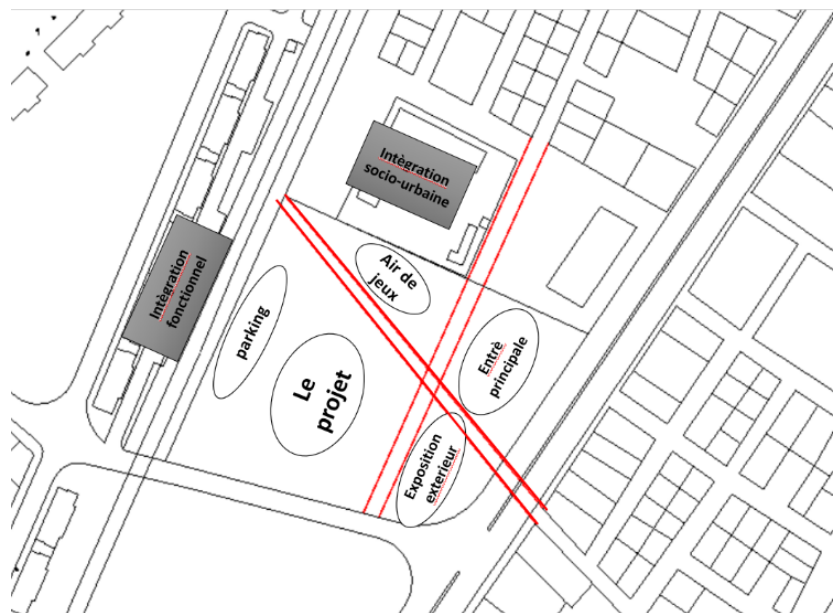 Intègration
socio-urbaine
Intègration
fonctionnel
Air de
jeux
parking
Entrè
principale
Le
projet
Exposition
exterieur